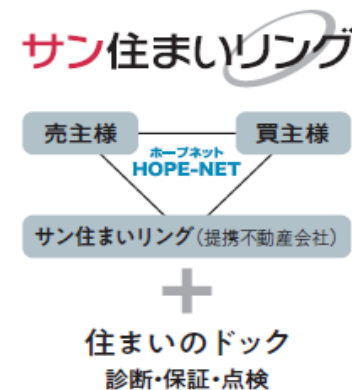 サン住まいリング
売主様
買主様
ホープネット
HOPE-NET
サン住まいリング(提携不動産会社)
+
住まいのドック
診断・保証・点検